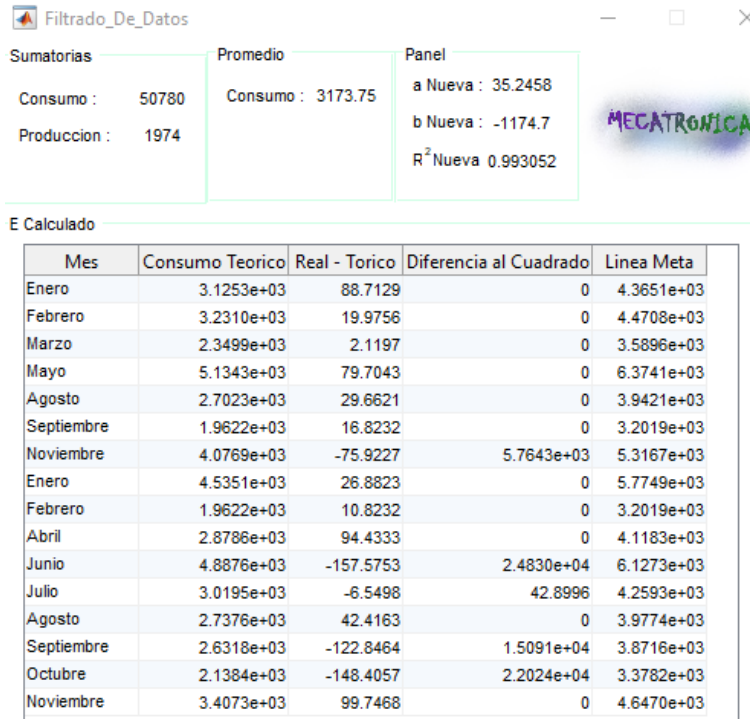 Filtrado_De_Datos
Sumatorias Promedio Panel
Consumo : 50780 Consumo : 3173.75 a Nueva : 35.2458
Produccion : 1974 b Nueva : -1174.7
R²Nueva 0.993052
MECATRONICA
E Calculado
Mes Consumo Teorico Real - Torico Diferencia al Cuadrado Linea Meta
Enero 3.1253e+03 88.7129 0 4.3651e+03
Febrero 3.2310e+03 19.9756 0 4.4708e+03
Marzo 2.3499e+03 2.1197 0 3.5896e+03
Mayo 5.1343e+03 79.7043 0 6.3741e+03
Agosto 2.7023e+03 29.6621 0 3.9421e+03
Septiembre 1.9622e+03 16.8232 0 3.2019e+03
Noviembre 4.0769e+03 -75.9227 5.7643e+03 5.3167e+03
Enero 4.5351e+03 26.8823 0 5.7749e+03
Febrero 1.9622e+03 10.8232 0 3.2019e+03
Abril 2.8786e+03 94.4333 0 4.1183e+03
Junio 4.8876e+03 -157.5753 2.4830e+04 6.1273e+03
Julio 3.0195e+03 -6.5498 42.8996 4.2593e+03
Agosto 2.7376e+03 42.4163 0 3.9774e+03
Septiembre 2.6318e+03 -122.8464 1.5091e+04 3.8716e+03
Octubre 2.1384e+03 -148.4057 2.2024e+04 3.3782e+03
Noviembre 3.4073e+03 99.7468 0 4.6470e+03